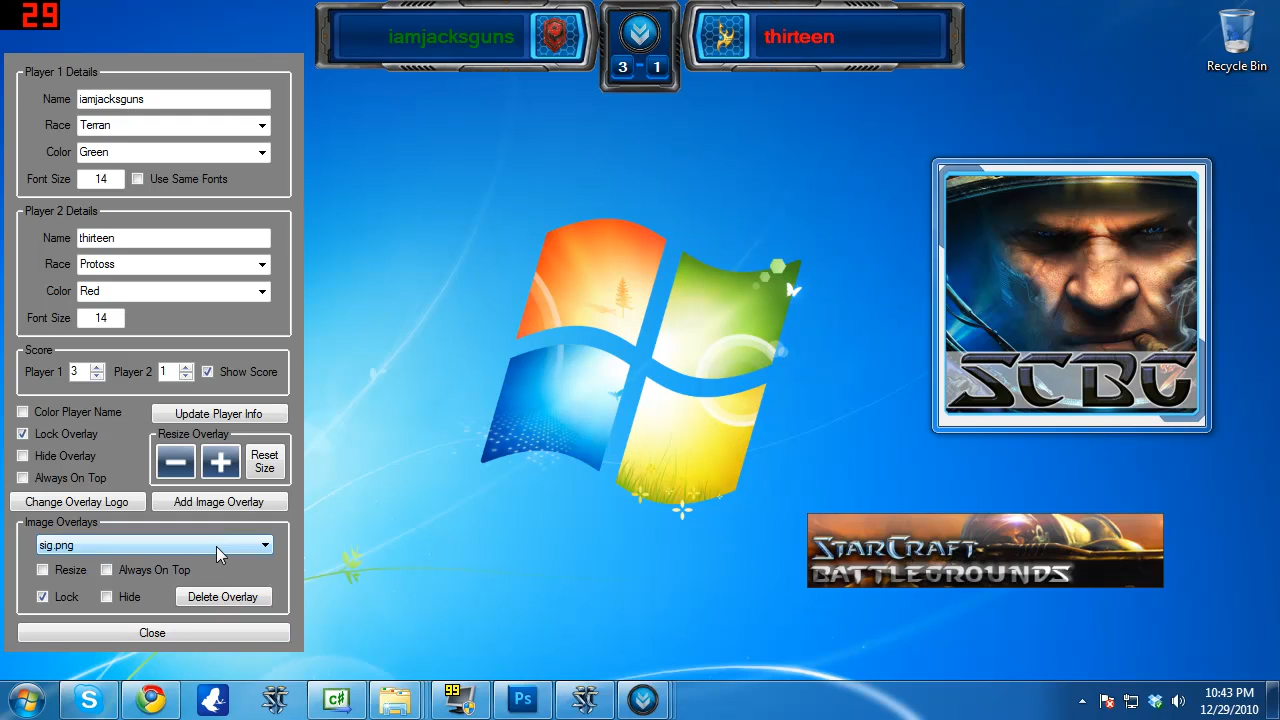 29
iamjacksguns
thirteen
3 - 1
Recycle Bin
Player 1 Details
Name iamjacksguns
Race Terran
Color Green
Font Size 14 Use Same Fonts
Player 2 Details
Name thirteen
Race Protoss
Color Red
Font Size 14
Score
Player 1 3 Player 2 1 Show Score
Color Player Name
Update Player Info
Lock Overlay
Resize Overlay
Hide Overlay
Reset
Size
Always On Top
Change Overlay Logo
Add Image Overlay
Image Overlays
sig.png
Resize Always On Top
Lock Hide Delete Overlay
Close
SCBG
STARCRAFT
BATTLEGROUNDS
S
C#
99
Ps
10:43 PM
12/29/2010